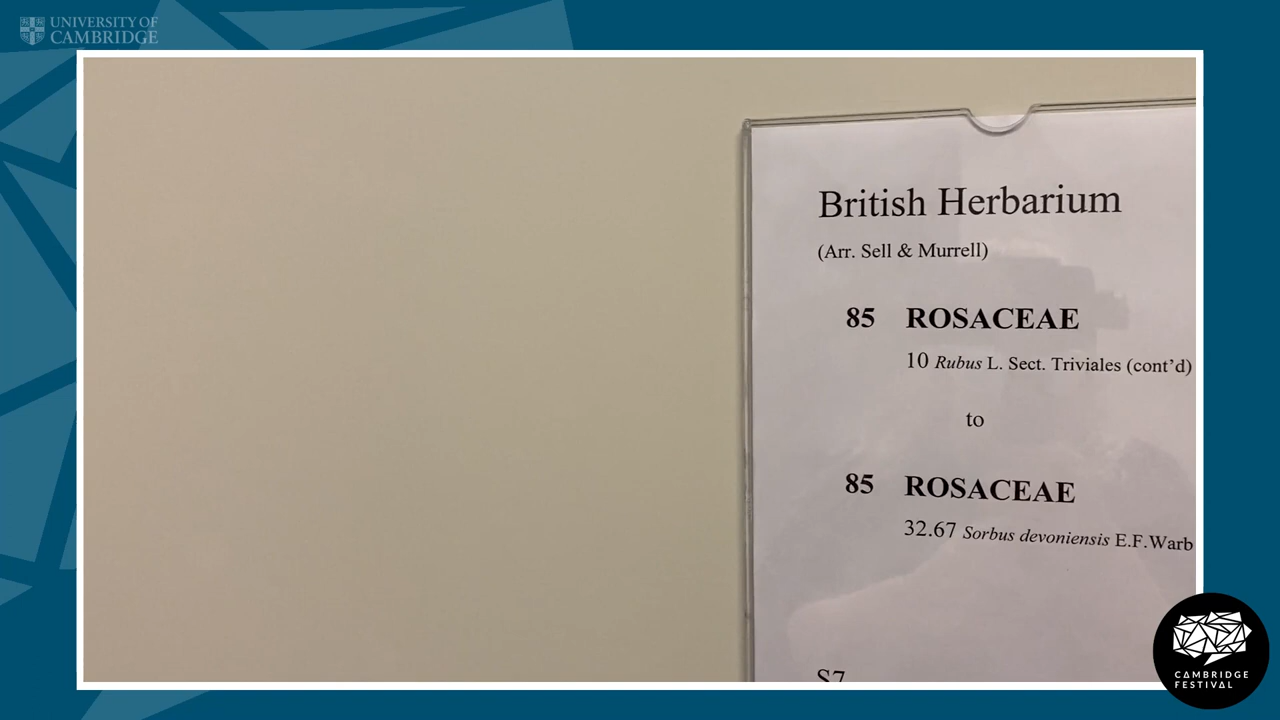 UNIVERSITY OF
CAMBRIDGE
British Herbarium
(Arr. Sell & Murrell)
85 ROSACEAE
10 Rubus L. Sect. Triviales (cont’d)
to
85 ROSACEAE
32.67 Sorbus devoniensis E.F.Warb
S7
CAMBRIDGE
FESTIVAL